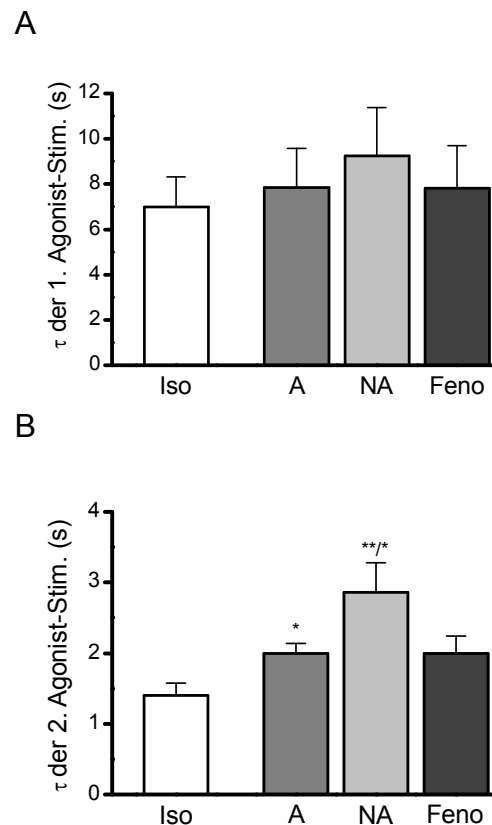 A
τ der 1. Agonist-Stim. (s)
12
10
8
6
4
2
0
Iso A NA Feno
B
τ der 2. Agonist-Stim. (s)
4
3
2
1
0
**/*
*
Iso A NA Feno